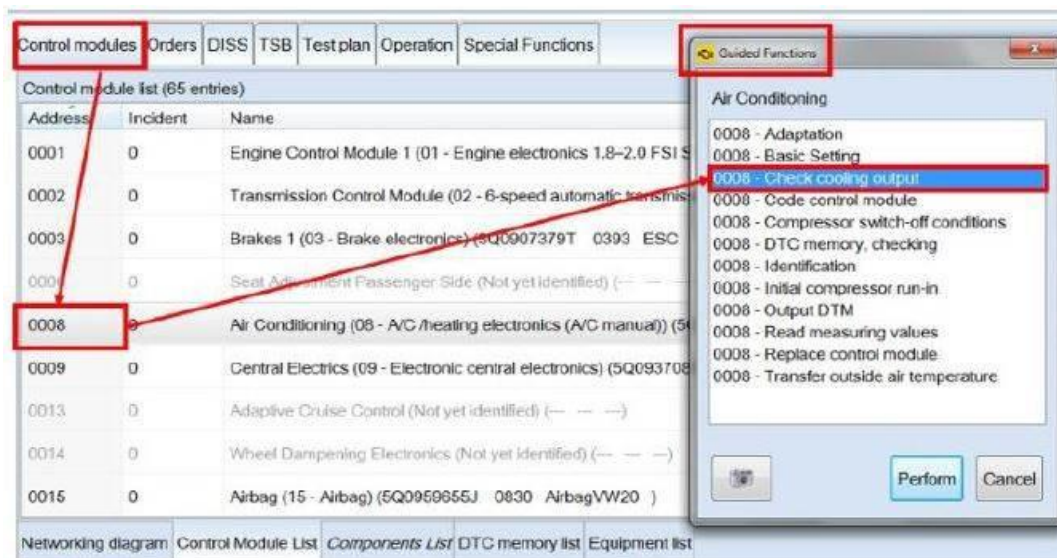 Control modules Orders DISS TSB Test plan Operation Special Functions
Control module list (65 entries)
Address Incident Name
0001 0 Engine Control Module 1 (01 - Engine electronics 1.8-2.0 FSI S
0002 0 Transmission Control Module (02 - 6-speed automatic transmis
0003 0 Brakes 1 (03 - Brake electronics) (5Q0907379T 0393 ESC
0 Seat Adjustment Passenger Side (Not yet identified) (---
0008 0 Air Conditioning (08 - A/C /heating electronics (A/C manual)) (5
0009 0 Central Electrics (09 - Electronic central electronics) (5Q093708
0013 0 Adaptive Cruise Control (Not yet identified) (--- --- ---)
0014 0 Wheel Dampening Electronics (Not yet identified) (--- --- ---)
0015 0 Airbag (15 - Airbag) (5Q0959655J 0830 AirbagVW20 )
Networking diagram Control Module List Components List DTC memory list Equipment list
Guided Functions
Air Conditioning
0008 - Adaptation
0008 - Basic Setting
0008 - Check cooling output
0008 - Code control module
0008 - Compressor switch-off conditions
0008 - DTC memory, checking
0008 - Identification
0008 - Initial compressor run-in
0008 - Output DTM
0008 - Read measuring values
0008 - Replace control module
0008 - Transfer outside air temperature
Perform Cancel